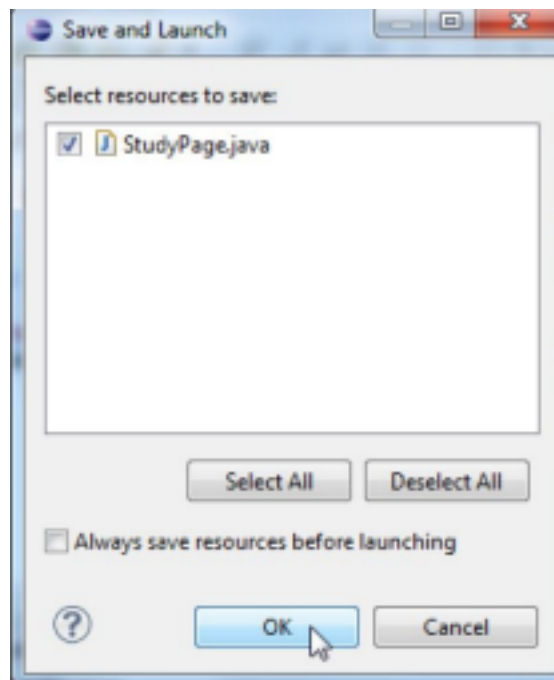 Save and Launch
Select resources to save:
StudyPage.java
Select All Deselect All
Always save resources before launching
OK Cancel